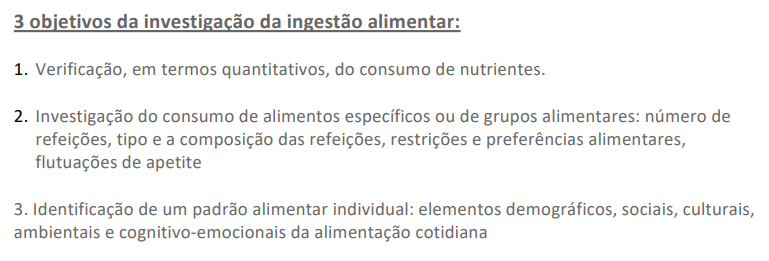 3 objetivos da investigação da ingestão alimentar:
1. Verificação, em termos quantitativos, do consumo de nutrientes.
2. Investigação do consumo de alimentos específicos ou de grupos alimentares: número de
refeições, tipo e a composição das refeições, restrições e preferências alimentares,
flutuações de apetite
3. Identificação de um padrão alimentar individual: elementos demográficos, sociais, culturais,
ambientais e cognitivo-emocionais da alimentação cotidiana